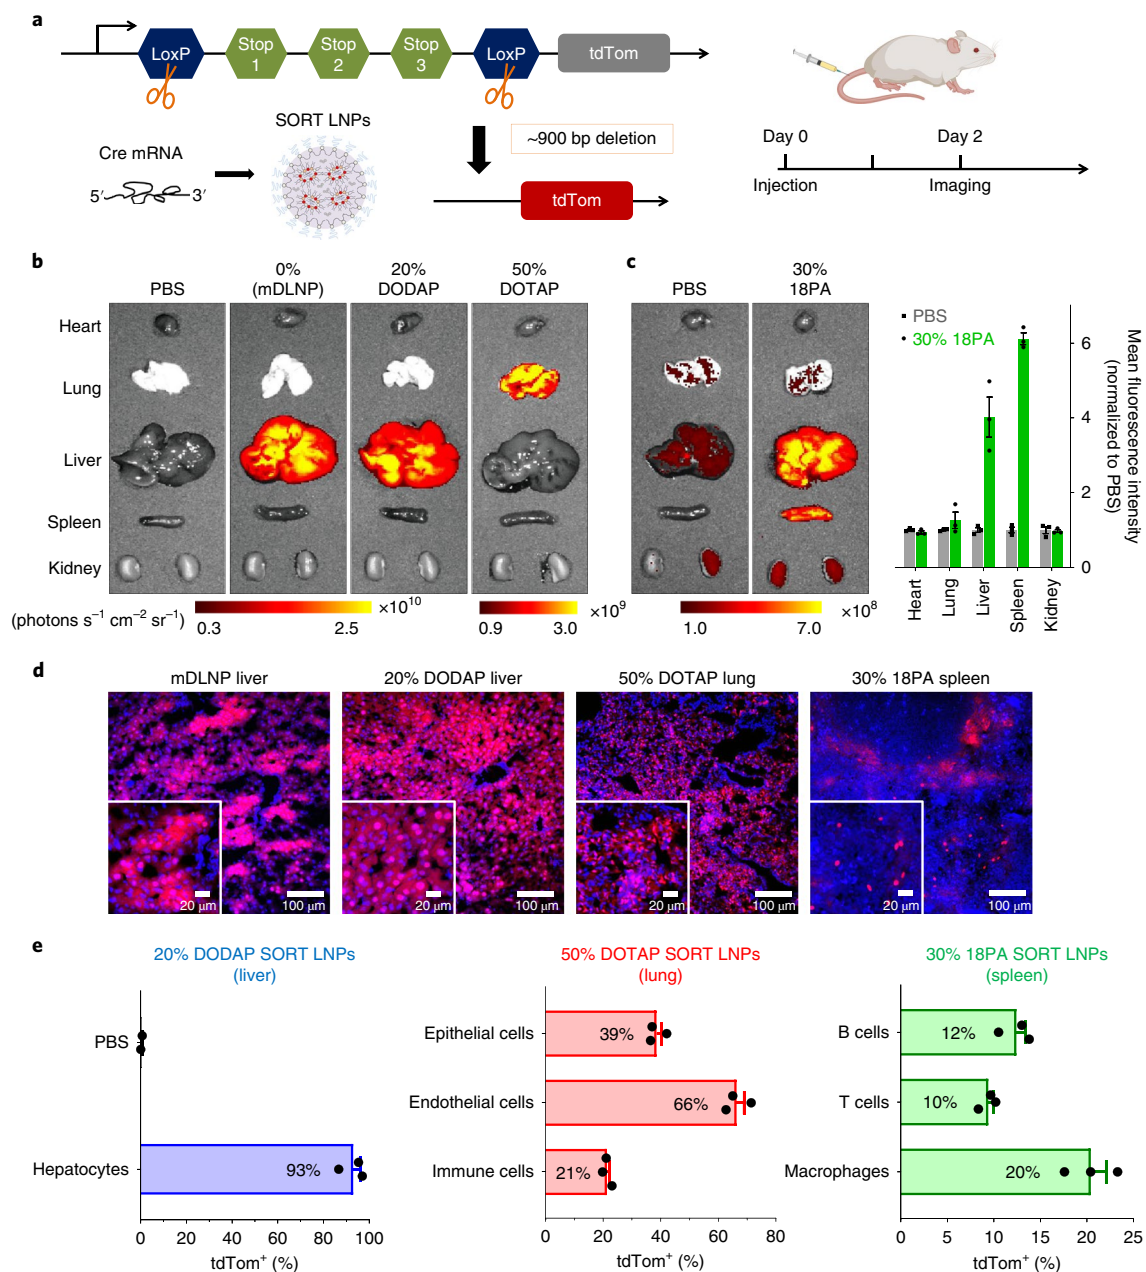 a
LoxP
Stop
1
Stop
2
Stop
3
LoxP
tdTom
SORT LNPs
Cre mRNA
5′
3′
~900 bp deletion
tdTom
Day 0
Day 2
Injection
Imaging
b
PBS
0%
(mDLNP)
20%
DODAP
50%
DOTAP
Heart
Lung
Liver
Spleen
Kidney
(photons s⁻¹ cm⁻² sr⁻¹)
0.3
2.5
×10¹⁰
0.9
3.0
×10⁹
c
PBS
30%
18PA
1.0
7.0
×10⁸
PBS
30% 18PA
6
4
2
0
Mean fluorescence intensity
(normalized to PBS)
Heart
Lung
Liver
Spleen
Kidney
d
mDLNP liver
20% DODAP liver
50% DOTAP lung
30% 18PA spleen
20 μm
100 μm
20 μm
100 μm
20 μm
100 μm
20 μm
100 μm
e
20% DODAP SORT LNPs
(liver)
PBS
Hepatocytes
93%
0 20 40 60 80 100
tdTom⁺ (%)
50% DOTAP SORT LNPs
(lung)
Epithelial cells
39%
Endothelial cells
66%
Immune cells
21%
0 20 40 60 80
tdTom⁺ (%)
30% 18PA SORT LNPs
(spleen)
B cells
12%
T cells
10%
Macrophages
20%
0 5 10 15 20 25
tdTom⁺ (%)